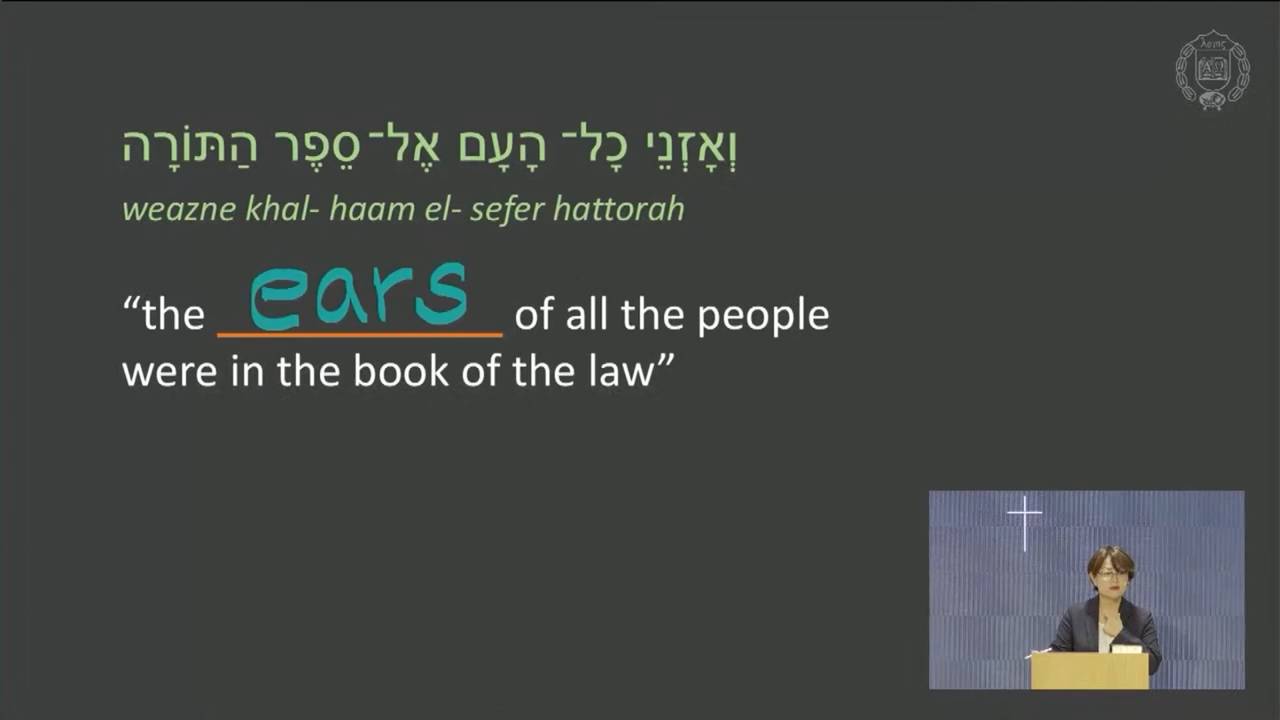 λογος
וְאָזְנֵי כָל־ הָעָם אֶל־ סֵפֶר הַתּוֹרָה
weazne khal- haam el- sefer hattorah
“the ears of all the people
were in the book of the law”